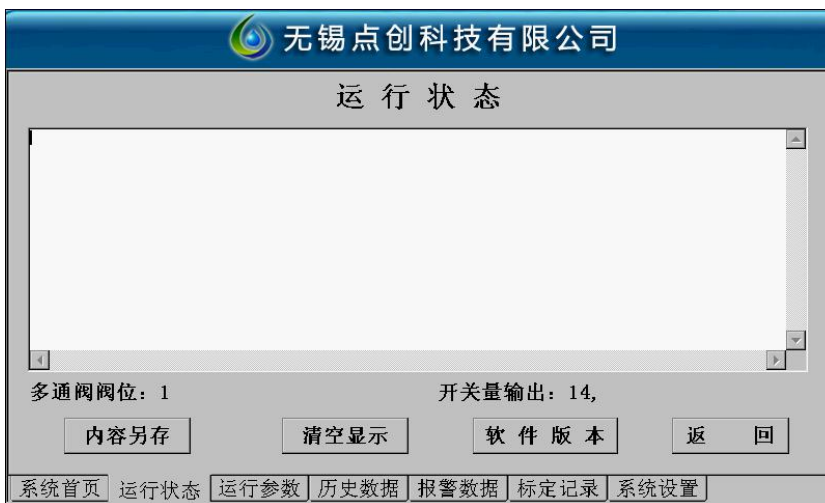 无锡点创科技有限公司
运行状态
多通阀阀位：1 开关量输出：14,
内容另存 清空显示 软件版本 返回
系统首页 运行状态 运行参数 历史数据 报警数据 标定记录 系统设置